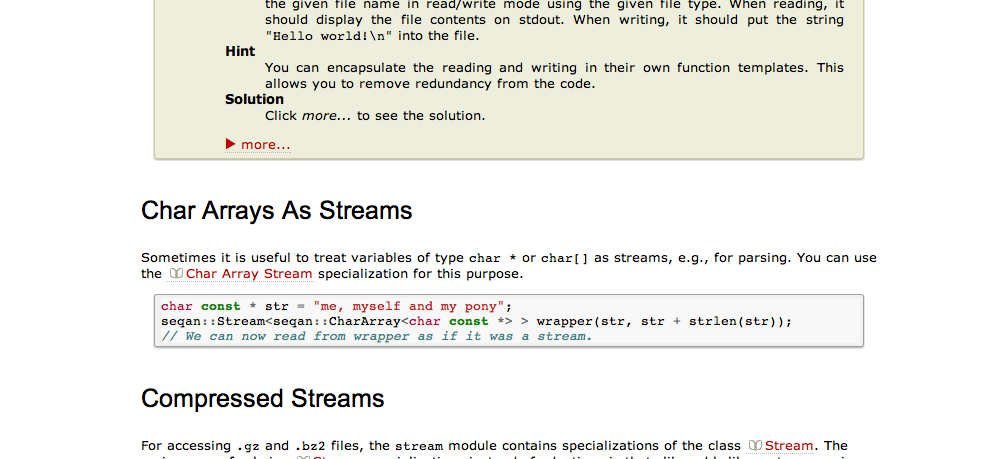 the given file name in read/write mode using the given file type. When reading, it
should display the file contents on stdout. When writing, it should put the string
"Hello world!\n" into the file.
Hint
You can encapsulate the reading and writing in their own function templates. This
allows you to remove redundancy from the code.
Solution
Click more... to see the solution.
more...
Char Arrays As Streams
Sometimes it is useful to treat variables of type char * or char[] as streams, e.g., for parsing. You can use
the Char Array Stream specialization for this purpose.
char const * str = "me, myself and my pony";
seqan::Stream<seqan::CharArray<char const *> > wrapper(str, str + strlen(str));
// We can now read from wrapper as if it was a stream.
Compressed Streams
For accessing .gz and .bz2 files, the stream module contains specializations of the class Stream. The